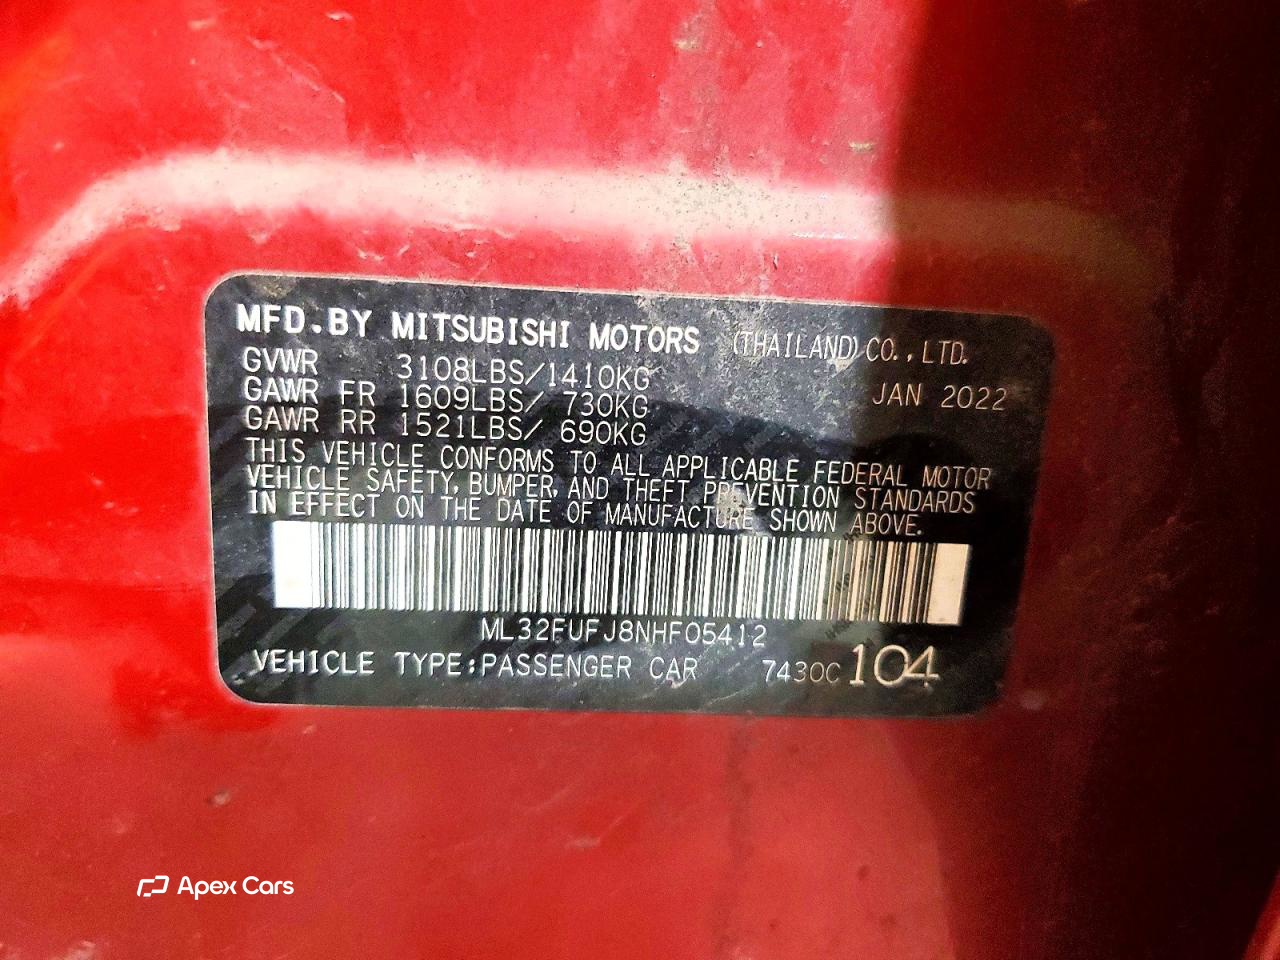 MFD.BY MITSUBISHI MOTORS (THAILAND) CO., LTD.
GVWR 3108LBS/1410KG JAN 2022
GAWR FR 1609LBS/ 730KG
GAWR RR 1521LBS/ 690KG
THIS VEHICLE CONFORMS TO ALL APPLICABLE FEDERAL MOTOR
VEHICLE SAFETY, BUMPER, AND THEFT PREVENTION STANDARDS
IN EFFECT ON THE DATE OF MANUFACTURE SHOWN ABOVE.
ML32FUFJ8NHF05412
VEHICLE TYPE:PASSENGER CAR 7430C 104
Apex Cars